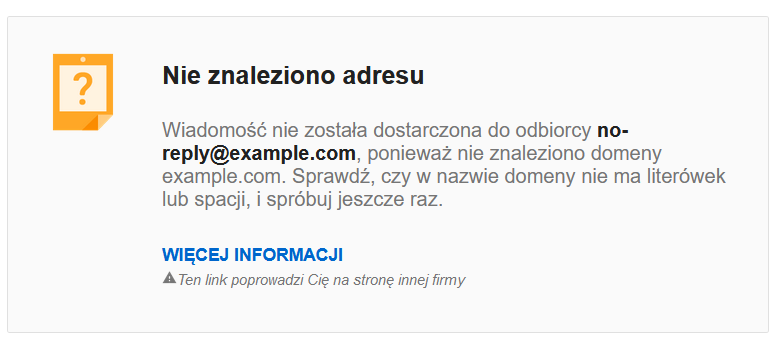 Nie znaleziono adresu
Wiadomość nie została dostarczona do odbiorcy no-
reply@example.com, ponieważ nie znaleziono domeny
example.com. Sprawdź, czy w nazwie domeny nie ma literówek
lub spacji, i spróbuj jeszcze raz.
WIĘCEJ INFORMACJI
Ten link poprowadzi Cię na stronę innej firmy